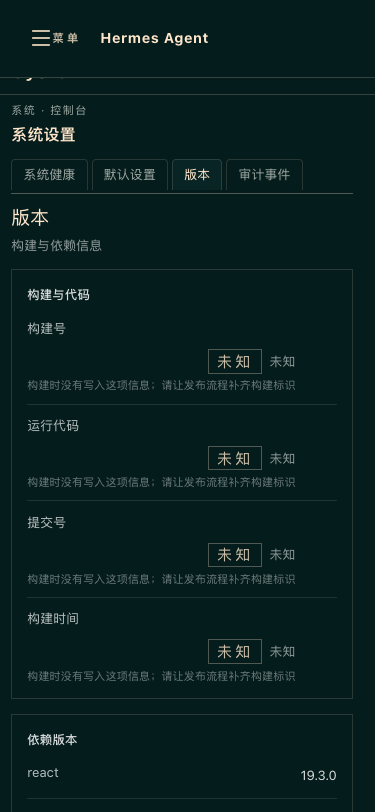 菜单 Hermes Agent
系统 · 控制台
系统设置
系统健康 默认设置 版本 审计事件
版本
构建与依赖信息
构建与代码
构建号
未知 未知
构建时没有写入这项信息；请让发布流程补齐构建标识
运行代码
未知 未知
构建时没有写入这项信息；请让发布流程补齐构建标识
提交号
未知 未知
构建时没有写入这项信息；请让发布流程补齐构建标识
构建时间
未知 未知
构建时没有写入这项信息；请让发布流程补齐构建标识
依赖版本
react 19.3.0